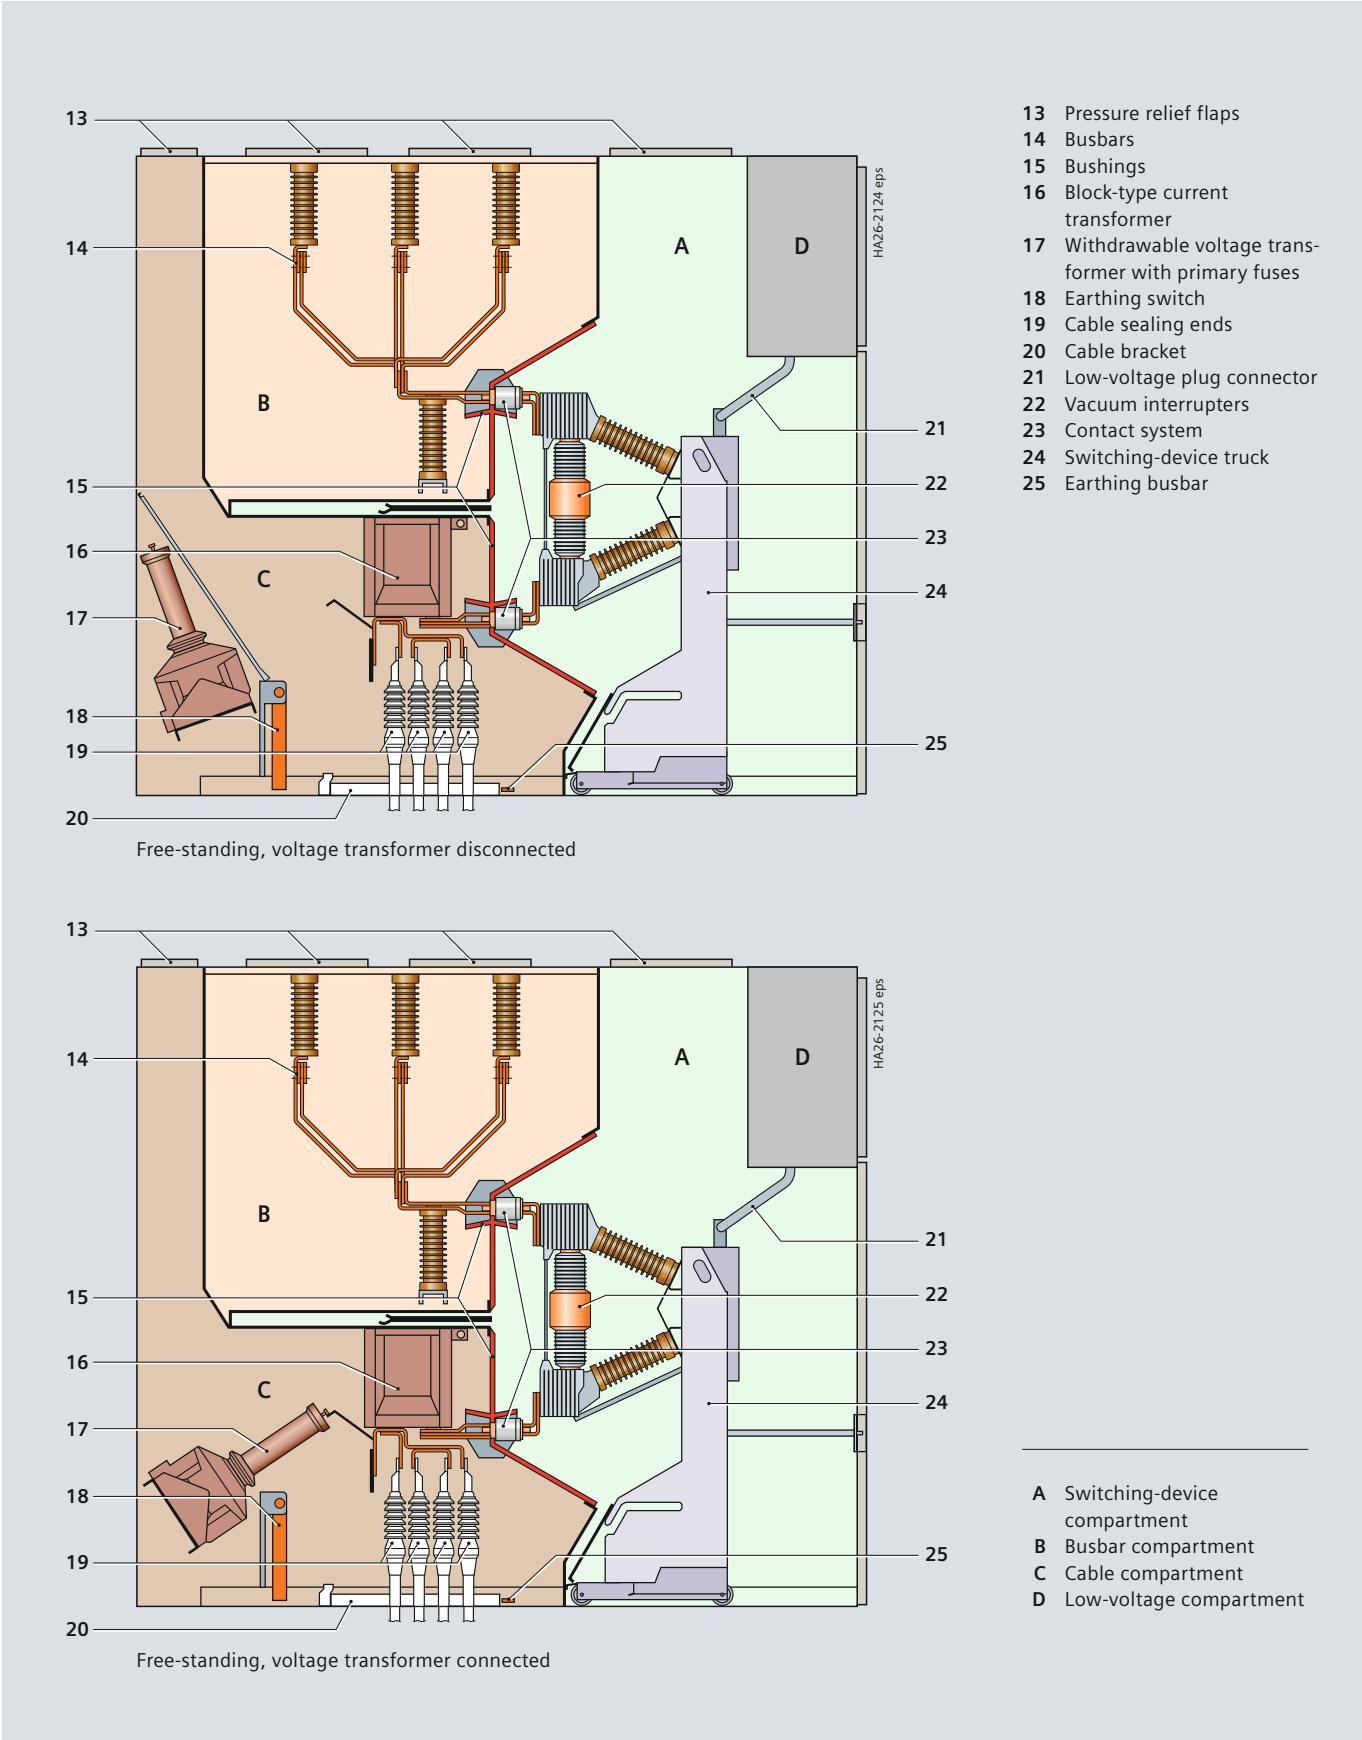 13
14
15
16
17
18
19
20
21
22
23
24
25
A
B
C
D
HA26-2124 eps
Free-standing, voltage transformer disconnected
13 Pressure relief flaps
14 Busbars
15 Bushings
16 Block-type current
transformer
17 Withdrawable voltage trans-
former with primary fuses
18 Earthing switch
19 Cable sealing ends
20 Cable bracket
21 Low-voltage plug connector
22 Vacuum interrupters
23 Contact system
24 Switching-device truck
25 Earthing busbar
13
14
15
16
17
18
19
20
21
22
23
24
25
A
B
C
D
HA26-2125 eps
Free-standing, voltage transformer connected
A Switching-device
compartment
B Busbar compartment
C Cable compartment
D Low-voltage compartment